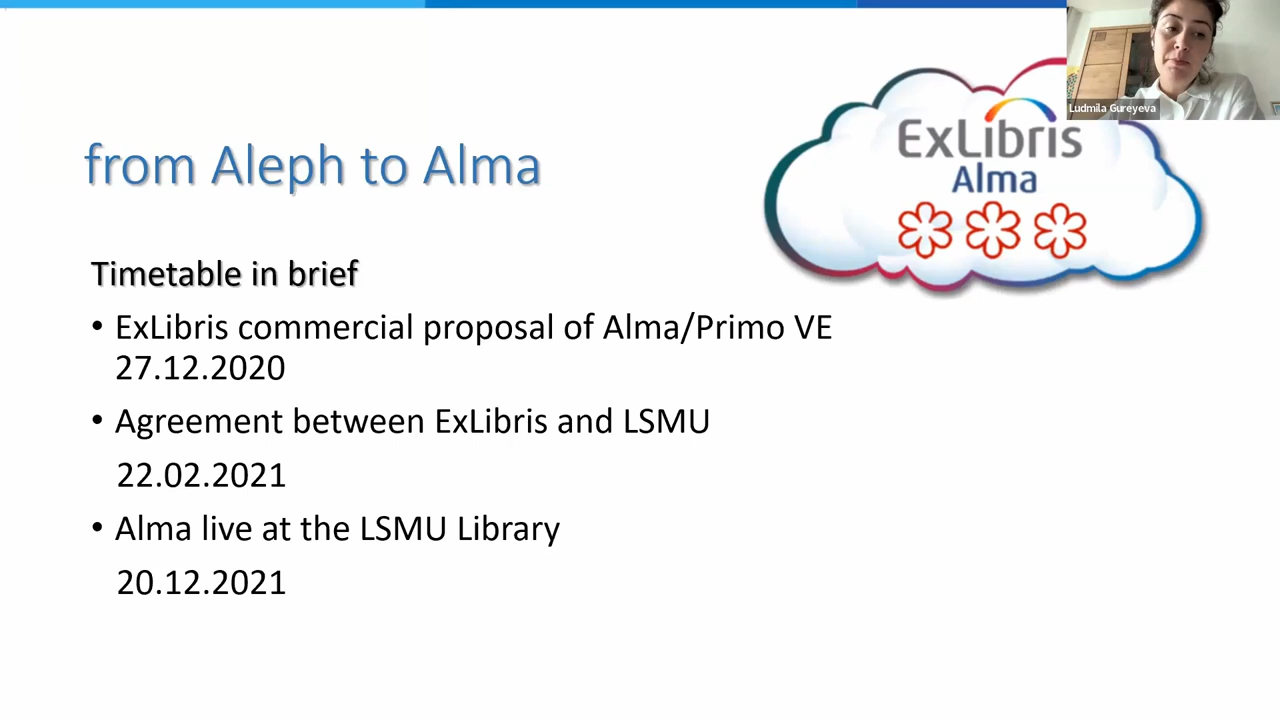 Ludmila Gureyeva
ExLibris
Alma
from Aleph to Alma
Timetable in brief
• ExLibris commercial proposal of Alma/Primo VE
27.12.2020
• Agreement between ExLibris and LSMU
22.02.2021
• Alma live at the LSMU Library
20.12.2021